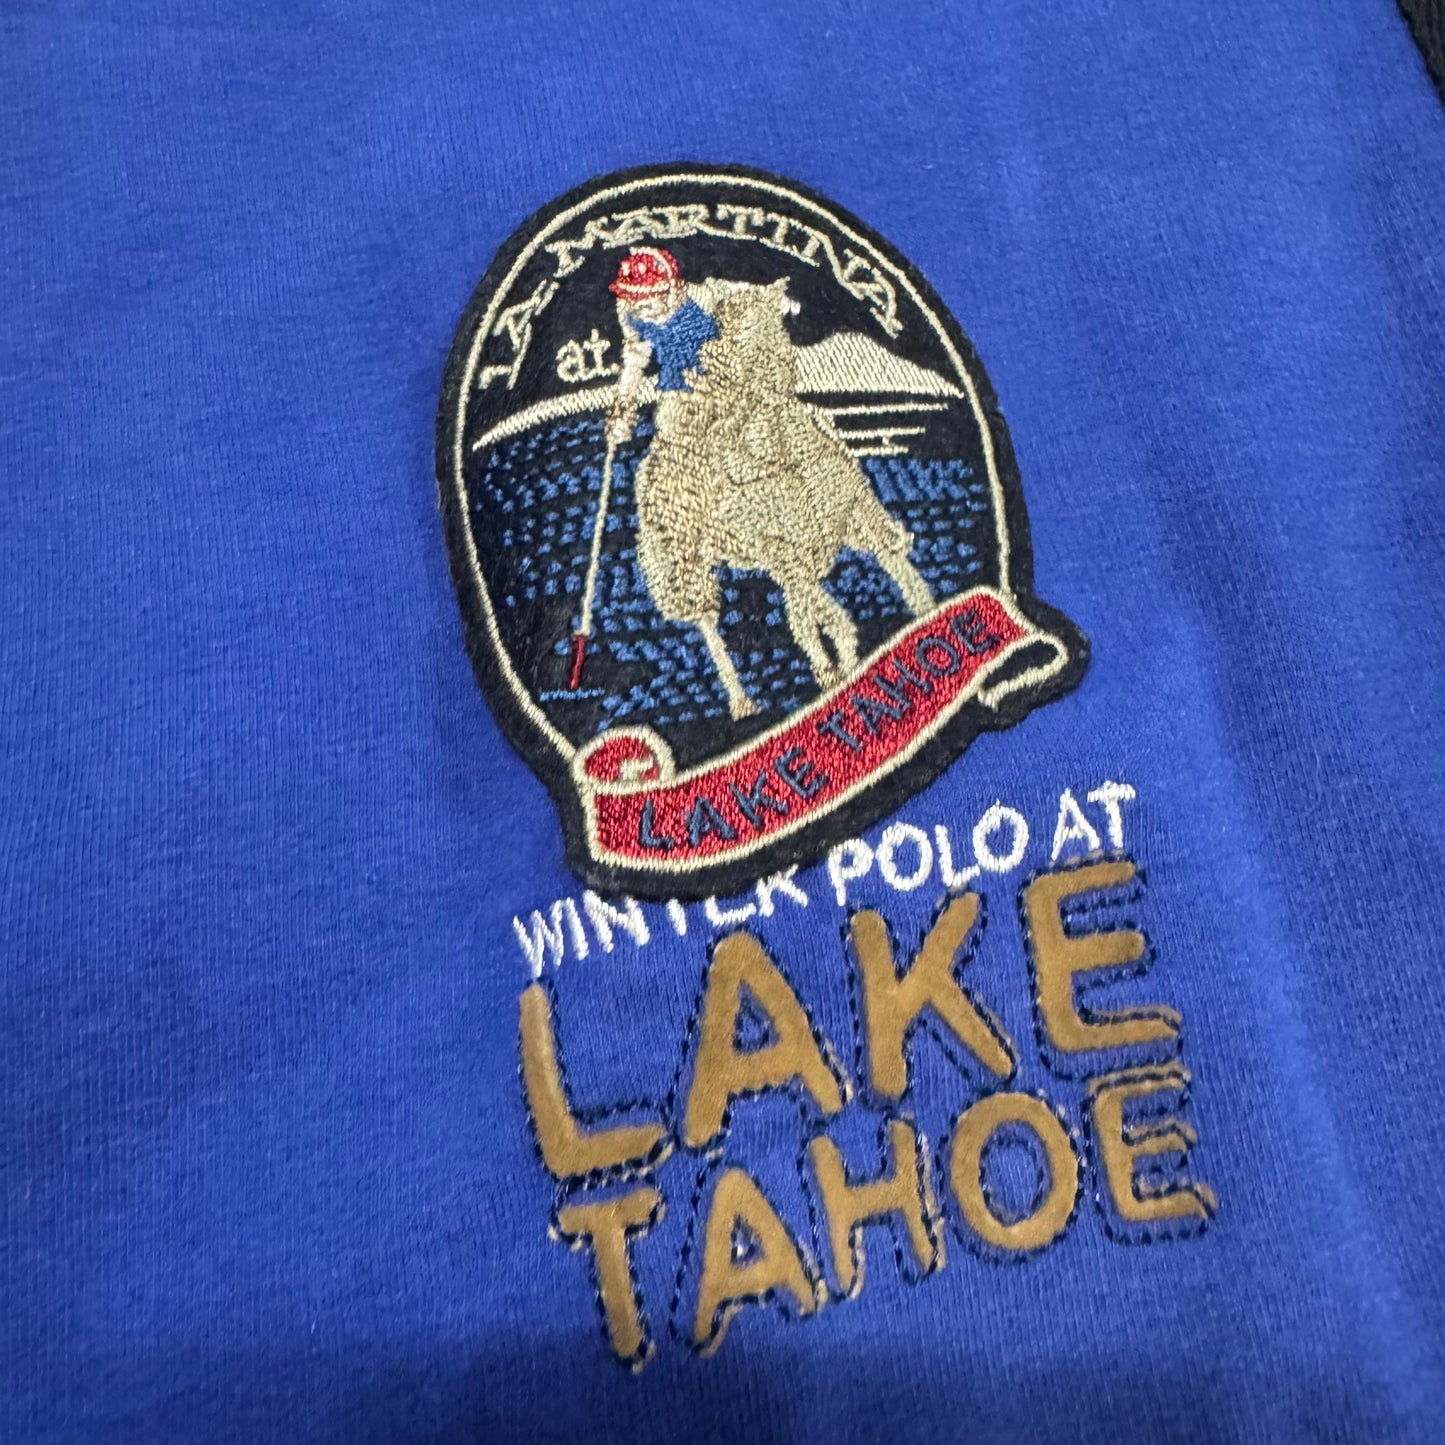 LA MARTINA
at
LAKE TAHOE
WINTER POLO AT
LAKE
TAHOE